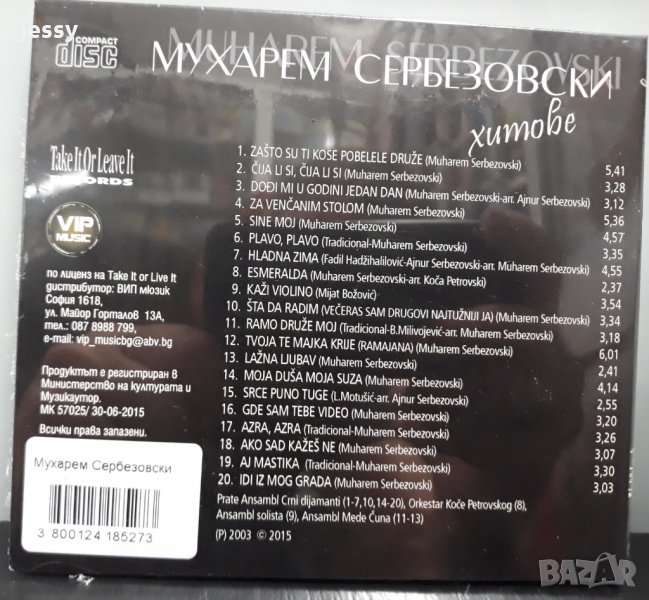 jessy
COMPACT
disc
MUHAREM SERBEZOVSKI
МУХАРЕМ СЕРБЕЗОВСКИ
хитове
Take It Or Leave It
RECORDS
VIP
MUSIC
по лиценз на Take It or Live It
дистрибутор: ВИП мюзик
София 1618,
ул. Майор Горталов 13А,
тел.: 087 8988 799,
e-mail: vip_musicbg@abv.bg
Продуктът е регистриран в
Министерство на културата и
Музикаутор.
МК 57025/ 30-06-2015
Всички права запазени.
Мухарем Сербезовски
3 800124 185273
1. ZAŠTO SU TI KOSE POBELELE DRUŽE (Muharem Serbezovski) 5,41
2. ČIJA LI SI, ČIJA LI SI (Muharem Serbezovski) 3,28
3. DOĐI MI U GODINI JEDAN DAN (Muharem Serbezovski-arr. Ajnur Serbezovski) 3,12
4. ZA VENČANIM STOLOM (Muharem Serbezovski) 5,36
5. SINE MOJ (Muharem Serbezovski) 4,57
6. PLAVO, PLAVO (Tradicional-Muharem Serbezovski) 3,35
7. HLADNA ZIMA (Fadil Hadžihalilović-Ajnur Serbezovski-arr. Muharem Serbezovski) 4,55
8. ESMERALDA (Muharem Serbezovski-arr. Koča Petrovski) 2,37
9. KAŽI VIOLINO (Mijat Božović) 3,54
10. ŠTA DA RADIM (VEČERAS SAM DRUGOVI NAJTUŽNIJI JA) (Muharem Serbezovski) 3,34
11. RAMO DRUŽE MOJ (Tradicional-B.Milivojević-arr. Muharem Serbezovski) 3,18
12. TVOJA TE MAJKA KRIJE (RAMAJANA) (Muharem Serbezovski) 6,01
13. LAŽNA LJUBAV (Muharem Serbezovski) 2,41
14. MOJA DUŠA MOJA SUZA (Muharem Serbezovski) 4,14
15. SRCE PUNO TUGE (L.Motušić-arr. Ajnur Serbezovski) 2,55
16. GDE SAM TEBE VIDEO (Muharem Serbezovski) 3,20
17. AZRA, AZRA (Tradicional-Muharem Serbezovski) 3,26
18. AKO SAD KAŽEŠ NE (Muharem Serbezovski) 3,07
19. AJ MASTIKA (Tradicional-Muharem Serbezovski) 3,30
20. IDI IZ MOG GRADA (Muharem Serbezovski) 3,03
Prate Ansambl Crni dijamanti (1-7,10,14-20), Orkestar Koče Petrovskog (8),
Ansambl solista (9), Ansambl Mede Čuna (11-13)
(P) 2003 © 2015
BAZAR